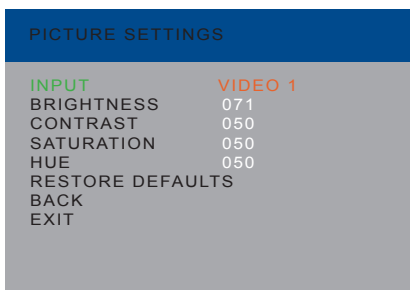 PICTURE SETTINGS
INPUT VIDEO 1
BRIGHTNESS 071
CONTRAST 050
SATURATION 050
HUE 050
RESTORE DEFAULTS
BACK
EXIT